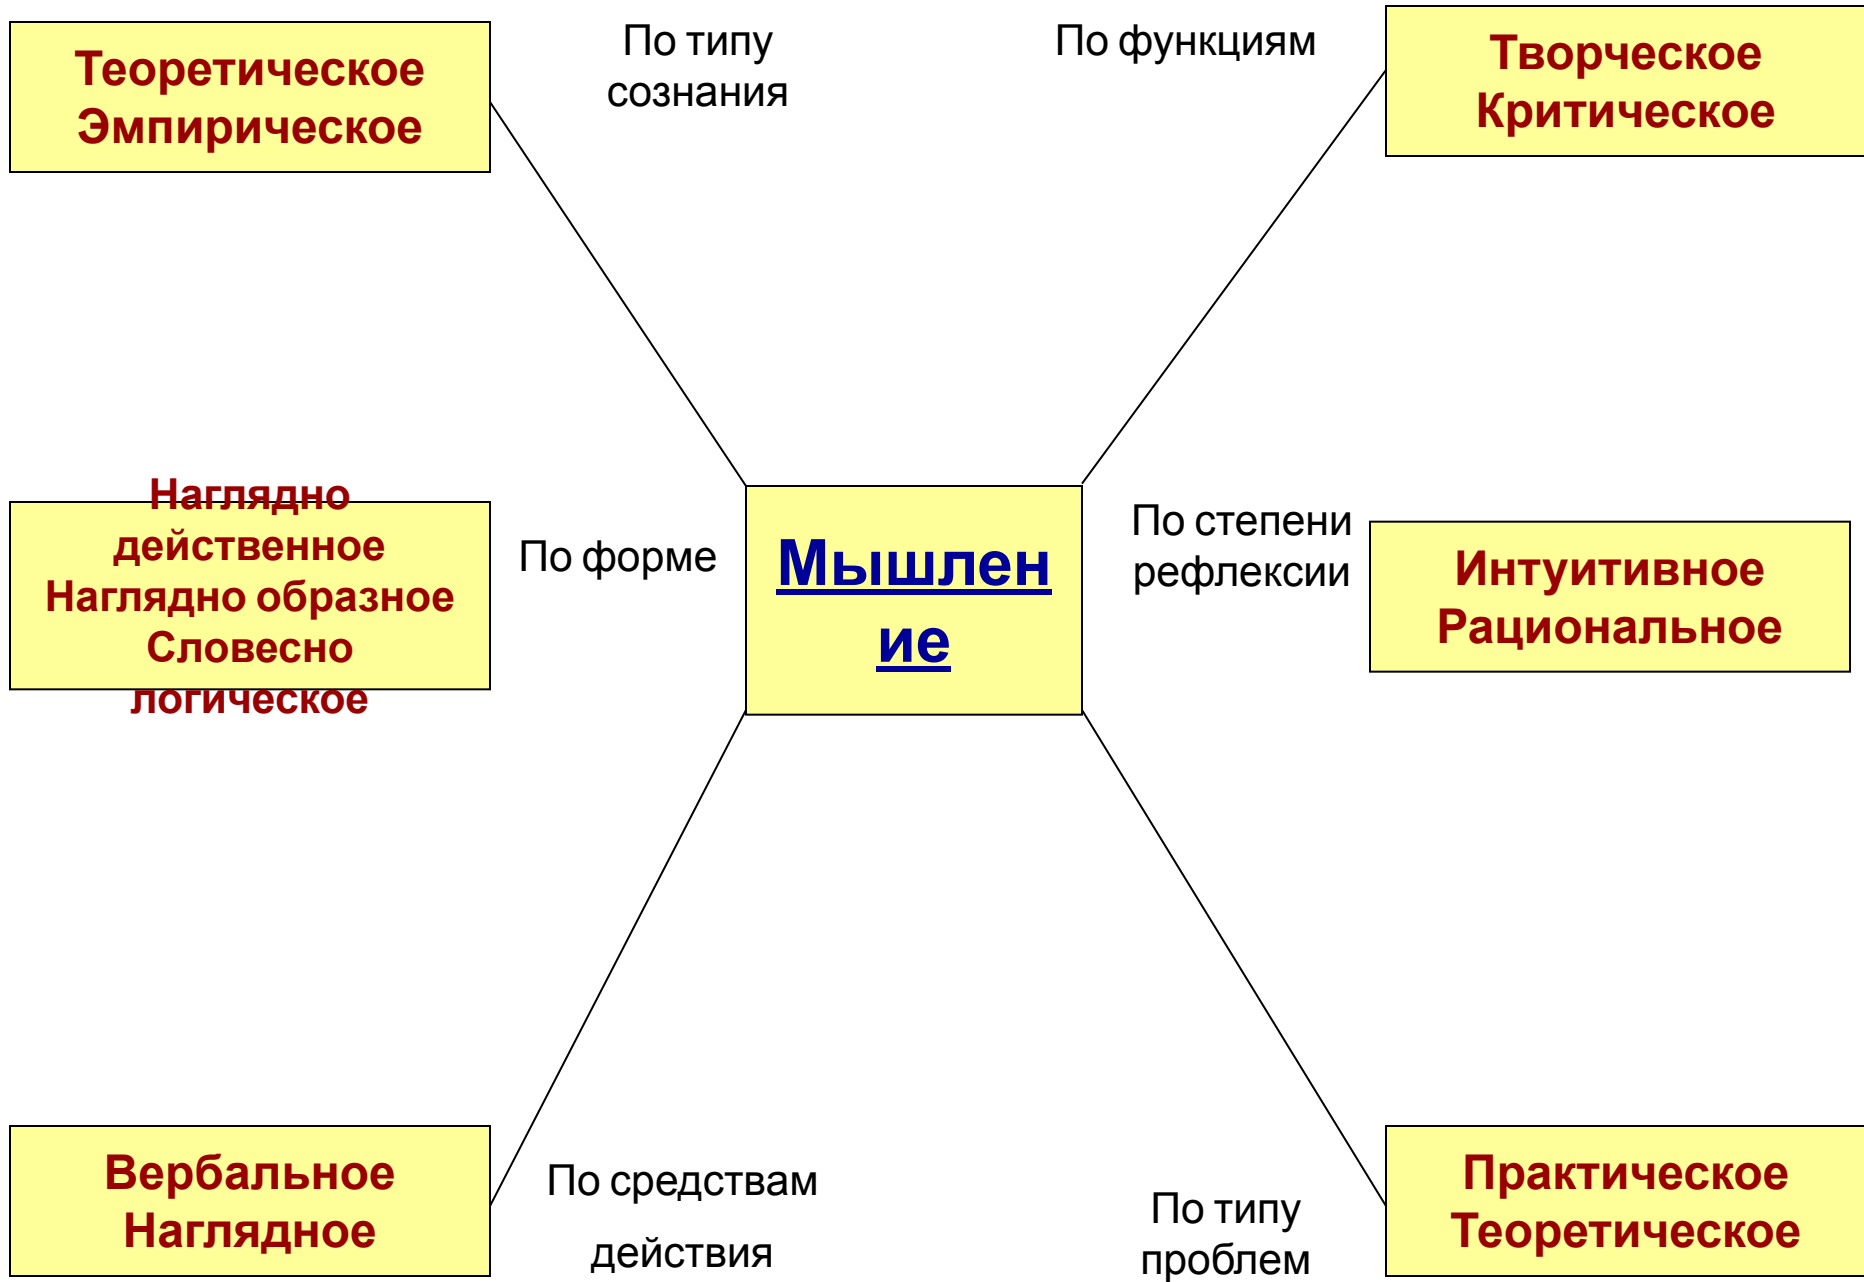 Теоретическое
Эмпирическое
По типу
сознания
По функциям
Творческое
Критическое
Наглядно
действенное
Наглядно образное
Словесно
логическое
По форме
Мышлен
ие
По степени
рефлексии
Интуитивное
Рациональное
Вербальное
Наглядное
По средствам
действия
По типу
проблем
Практическое
Теоретическое